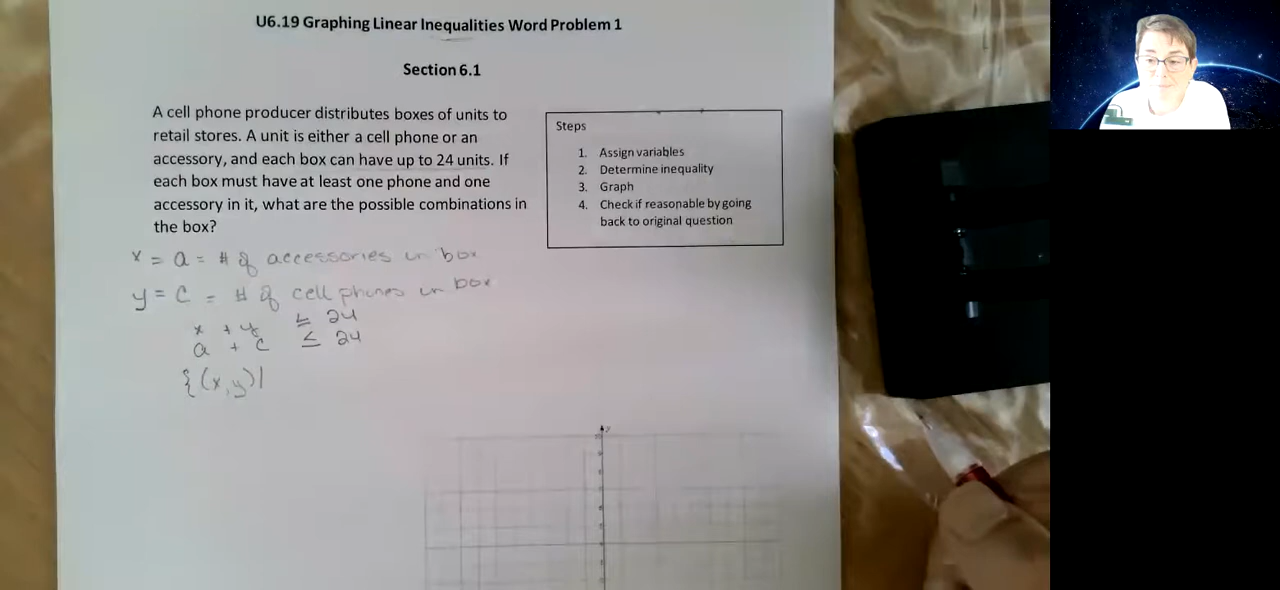 U6.19 Graphing Linear Inequalities Word Problem 1
Section 6.1
A cell phone producer distributes boxes of units to
retail stores. A unit is either a cell phone or an
accessory, and each box can have up to 24 units. If
each box must have at least one phone and one
accessory in it, what are the possible combinations in
the box?
Steps
1. Assign variables
2. Determine inequality
3. Graph
4. Check if reasonable by going
back to original question
x = a = # of accessories in box
y = c = # of cell phones in box
x + y ≤ 24
a + c ≤ 24
{(x,y)|
y